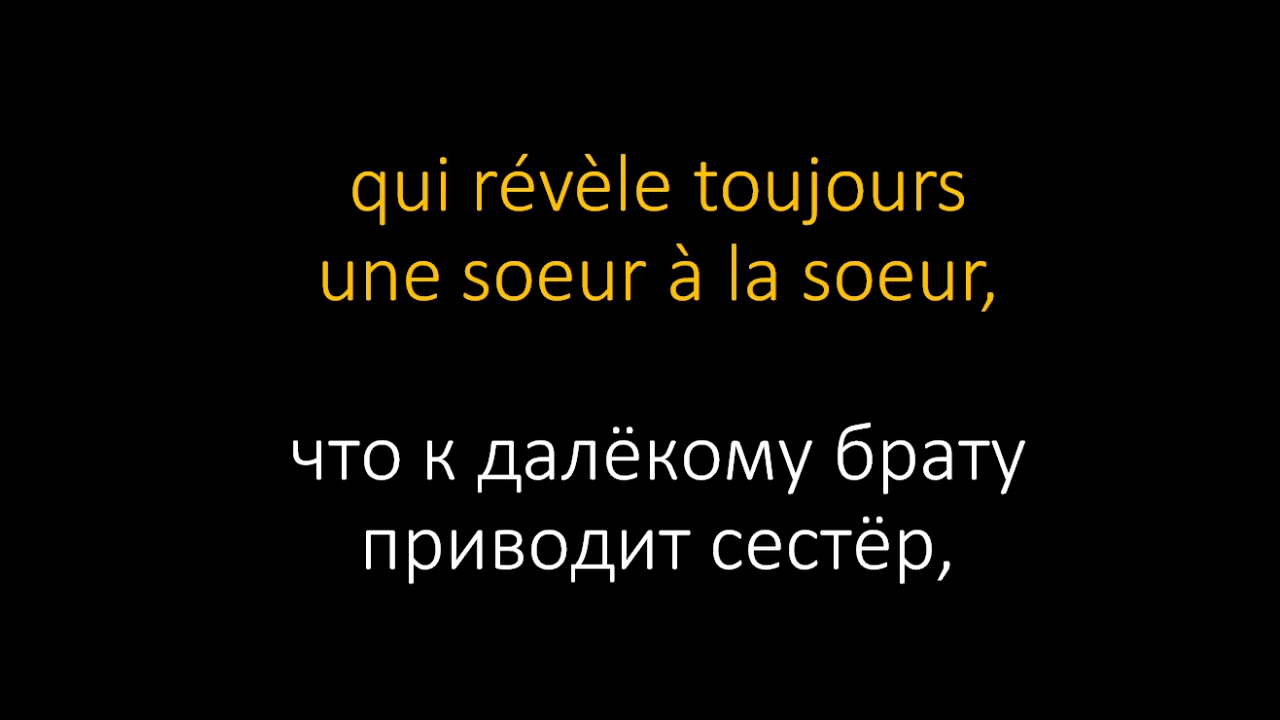 qui révèle toujours
une soeur à la soeur,
что к далёкому брату
приводит сестёр,